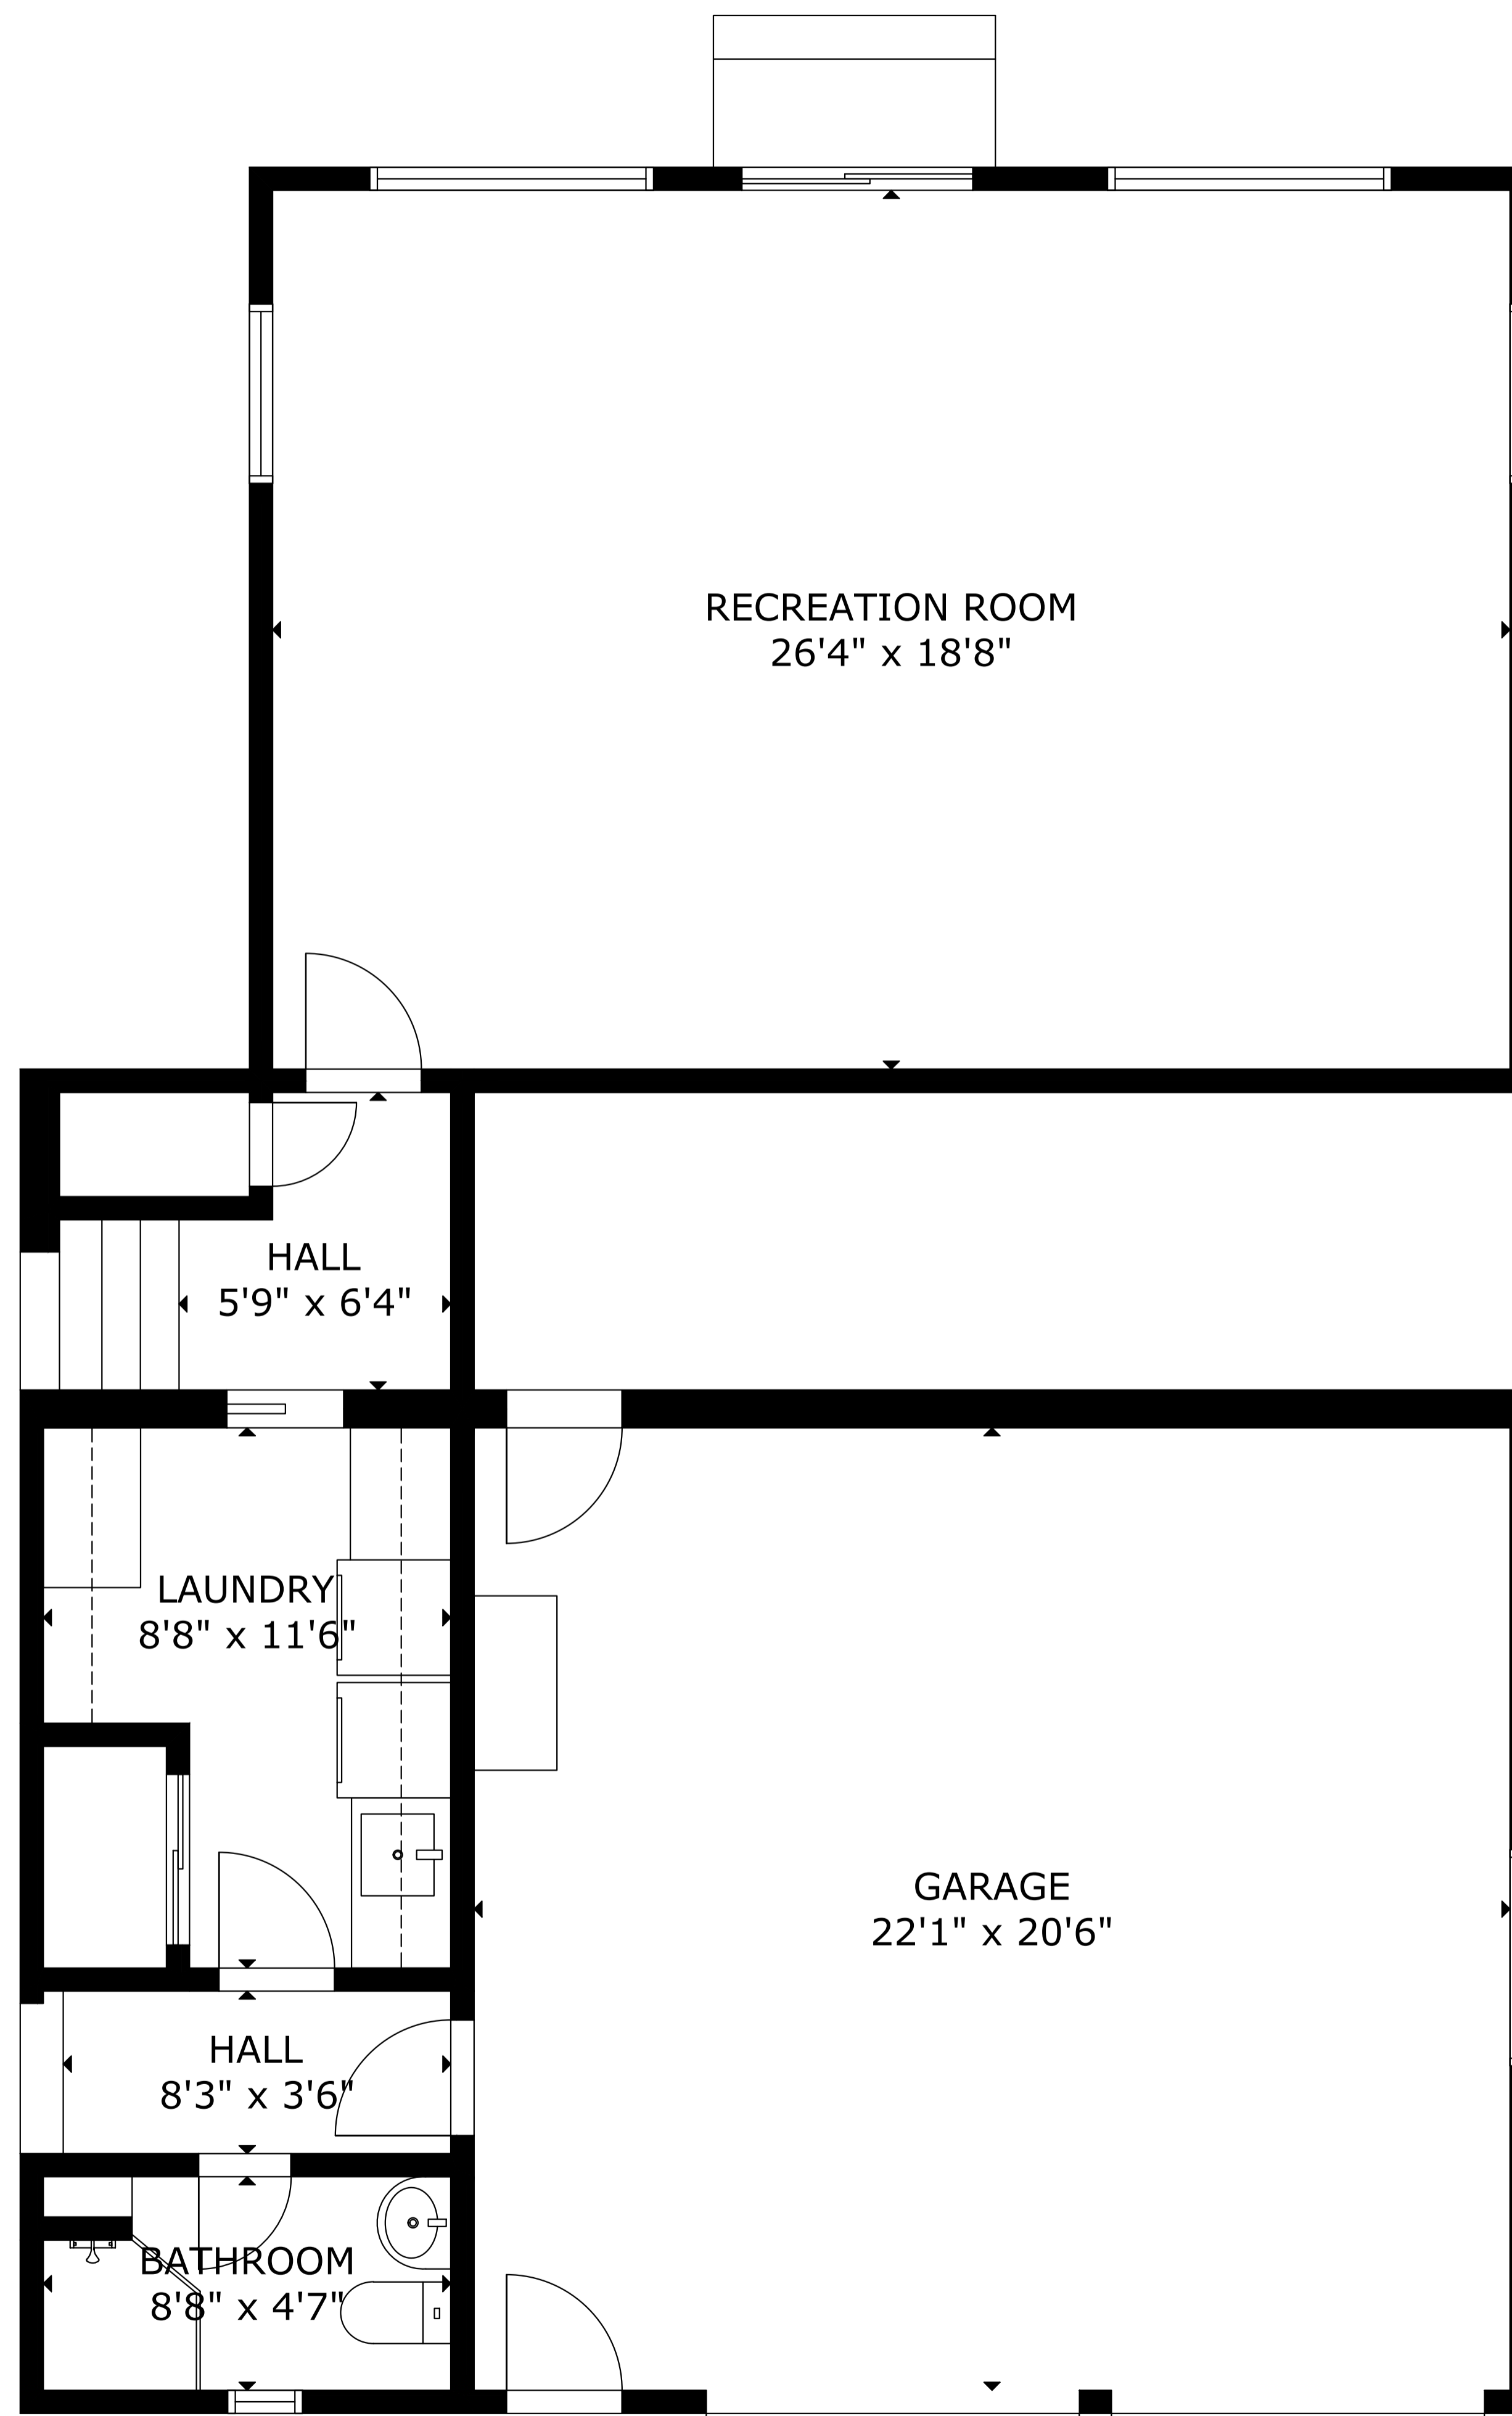 RECREATION ROOM
26'4" x 18'8"
HALL
5'9" x 6'4"
LAUNDRY
8'8" x 11'6"
GARAGE
22'1" x 20'6"
HALL
8'3" x 3'6"
BATHROOM
8'8" x 4'7"